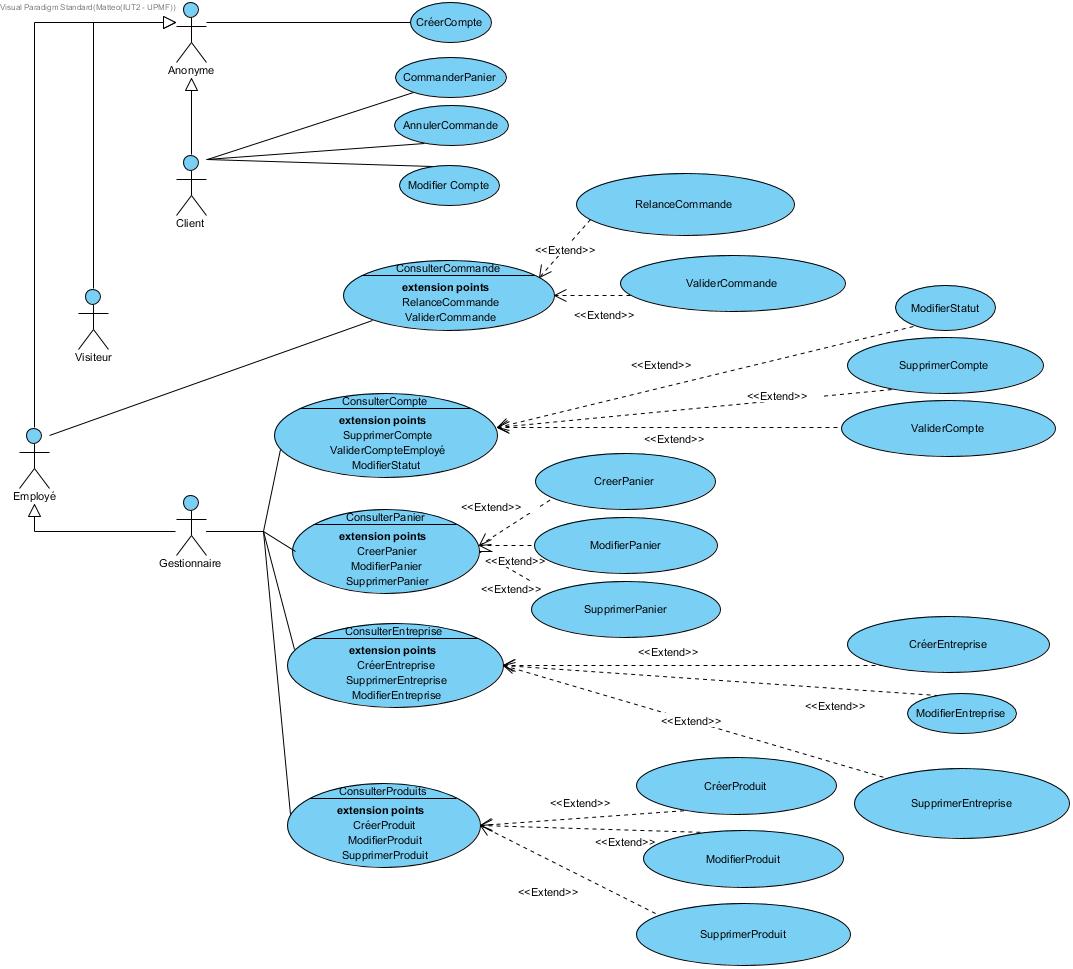 Visual Paradigm Standard(Matteo(IUT2 - UPMF))
CréerCompte
Anonyme
CommanderPanier
AnnulerCommande
Modifier Compte
Client
RelanceCommande
<<Extend>>
ConsulterCommande
extension points
RelanceCommande
ValiderCommande
ValiderCommande
<<Extend>>
ModifierStatut
Visiteur
<<Extend>>
SupprimerCompte
<<Extend>>
ConsulterCompte
extension points
SupprimerCompte
ValiderCompteEmployé
ModifierStatut
ValiderCompte
<<Extend>>
Employé
CreerPanier
<<Extend>>
ConsulterPanier
extension points
CreerPanier
ModifierPanier
SupprimerPanier
ModifierPanier
<<Extend>>
Gestionnaire
<<Extend>>
SupprimerPanier
ConsulterEntreprise
extension points
CréerEntreprise
SupprimerEntreprise
ModifierEntreprise
CréerEntreprise
<<Extend>>
<<Extend>>
ModifierEntreprise
<<Extend>>
SupprimerEntreprise
ConsulterProduits
extension points
CréerProduit
ModifierProduit
SupprimerProduit
CréerProduit
<<Extend>>
<<Extend>>
ModifierProduit
<<Extend>>
SupprimerProduit